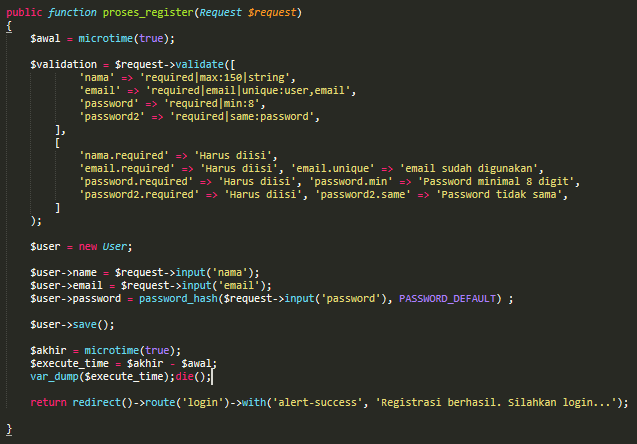 public function proses_register(Request $request)
{
$awal = microtime(true);
$validation = $request->validate([
'nama' => 'required|max:150|string',
'email' => 'required|email|unique:user,email',
'password' => 'required|min:8',
'password2' => 'required|same:password',
],
[
'nama.required' => 'Harus diisi',
'email.required' => 'Harus diisi', 'email.unique' => 'email sudah digunakan',
'password.required' => 'Harus diisi', 'password.min' => 'Password minimal 8 digit',
'password2.required' => 'Harus diisi', 'password2.same' => 'Password tidak sama',
]
);
$user = new User;
$user->name = $request->input('nama');
$user->email = $request->input('email');
$user->password = password_hash($request->input('password'), PASSWORD_DEFAULT) ;
$user->save();
$akhir = microtime(true);
$execute_time = $akhir - $awal;
var_dump($execute_time);die();
return redirect()->route('login')->with('alert-success', 'Registrasi berhasil. Silahkan login...');
}